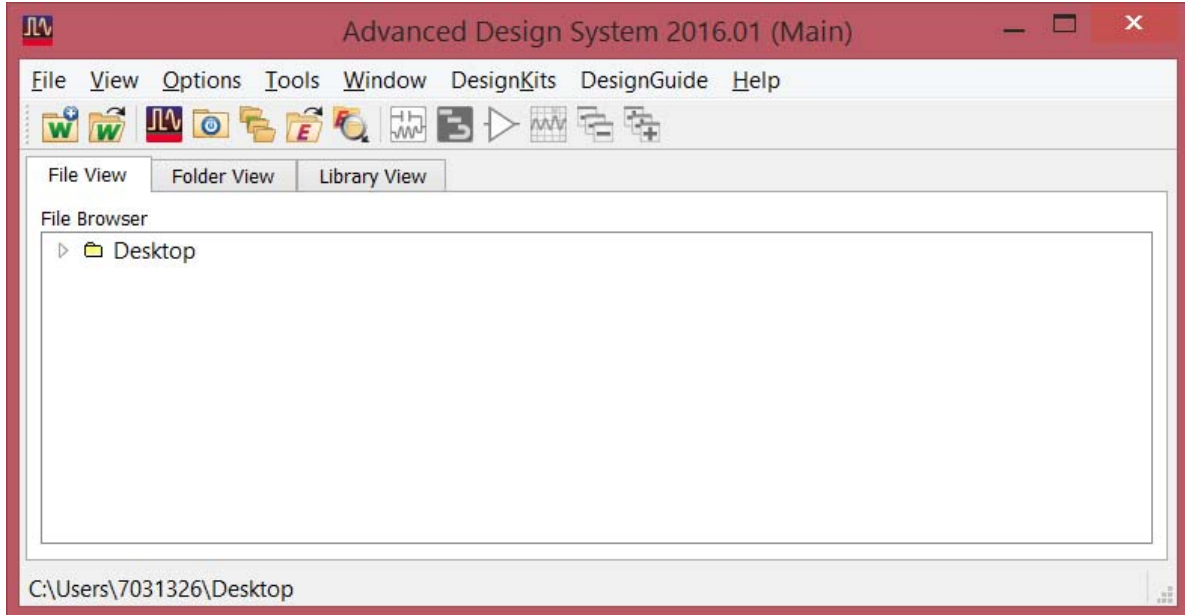 Advanced Design System 2016.01 (Main)
File View Options Tools Window DesignKits DesignGuide Help
File View Folder View Library View
File Browser
Desktop
C:\Users\7031326\Desktop